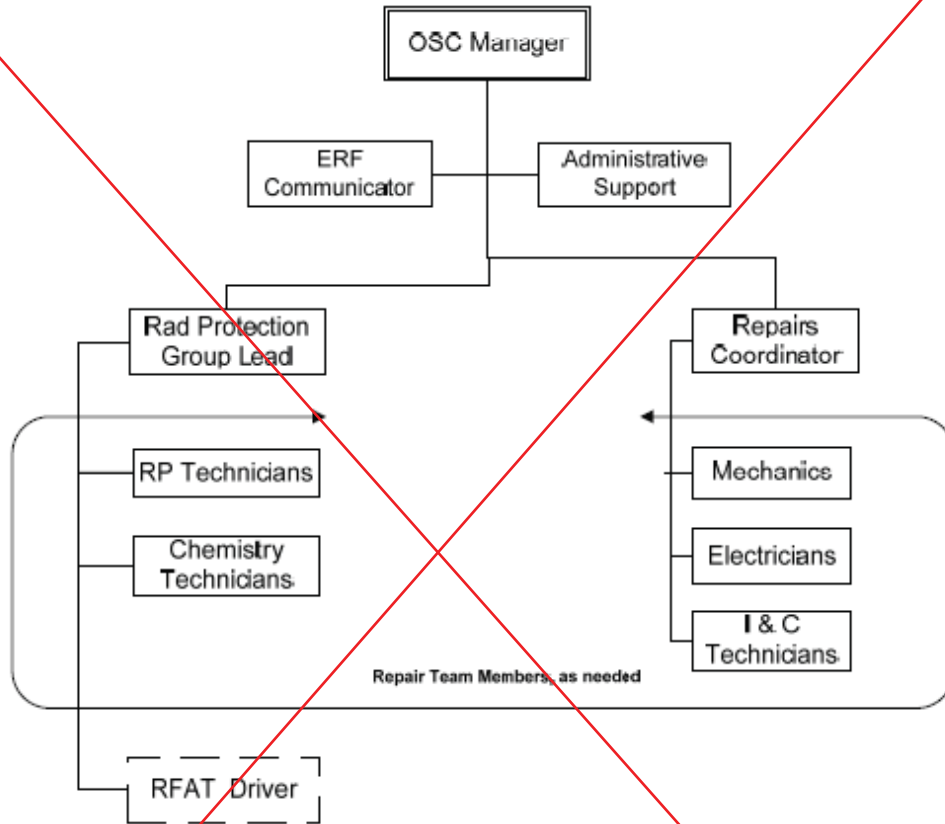 OSC Manager
ERF
Communicator
Administrative
Support
Rad Protection
Group Lead
Repairs
Coordinator
RP Technicians
Mechanics
Chemistry
Technicians
Electricians
I & C
Technicians
Repair Team Members, as needed
RFAT Driver